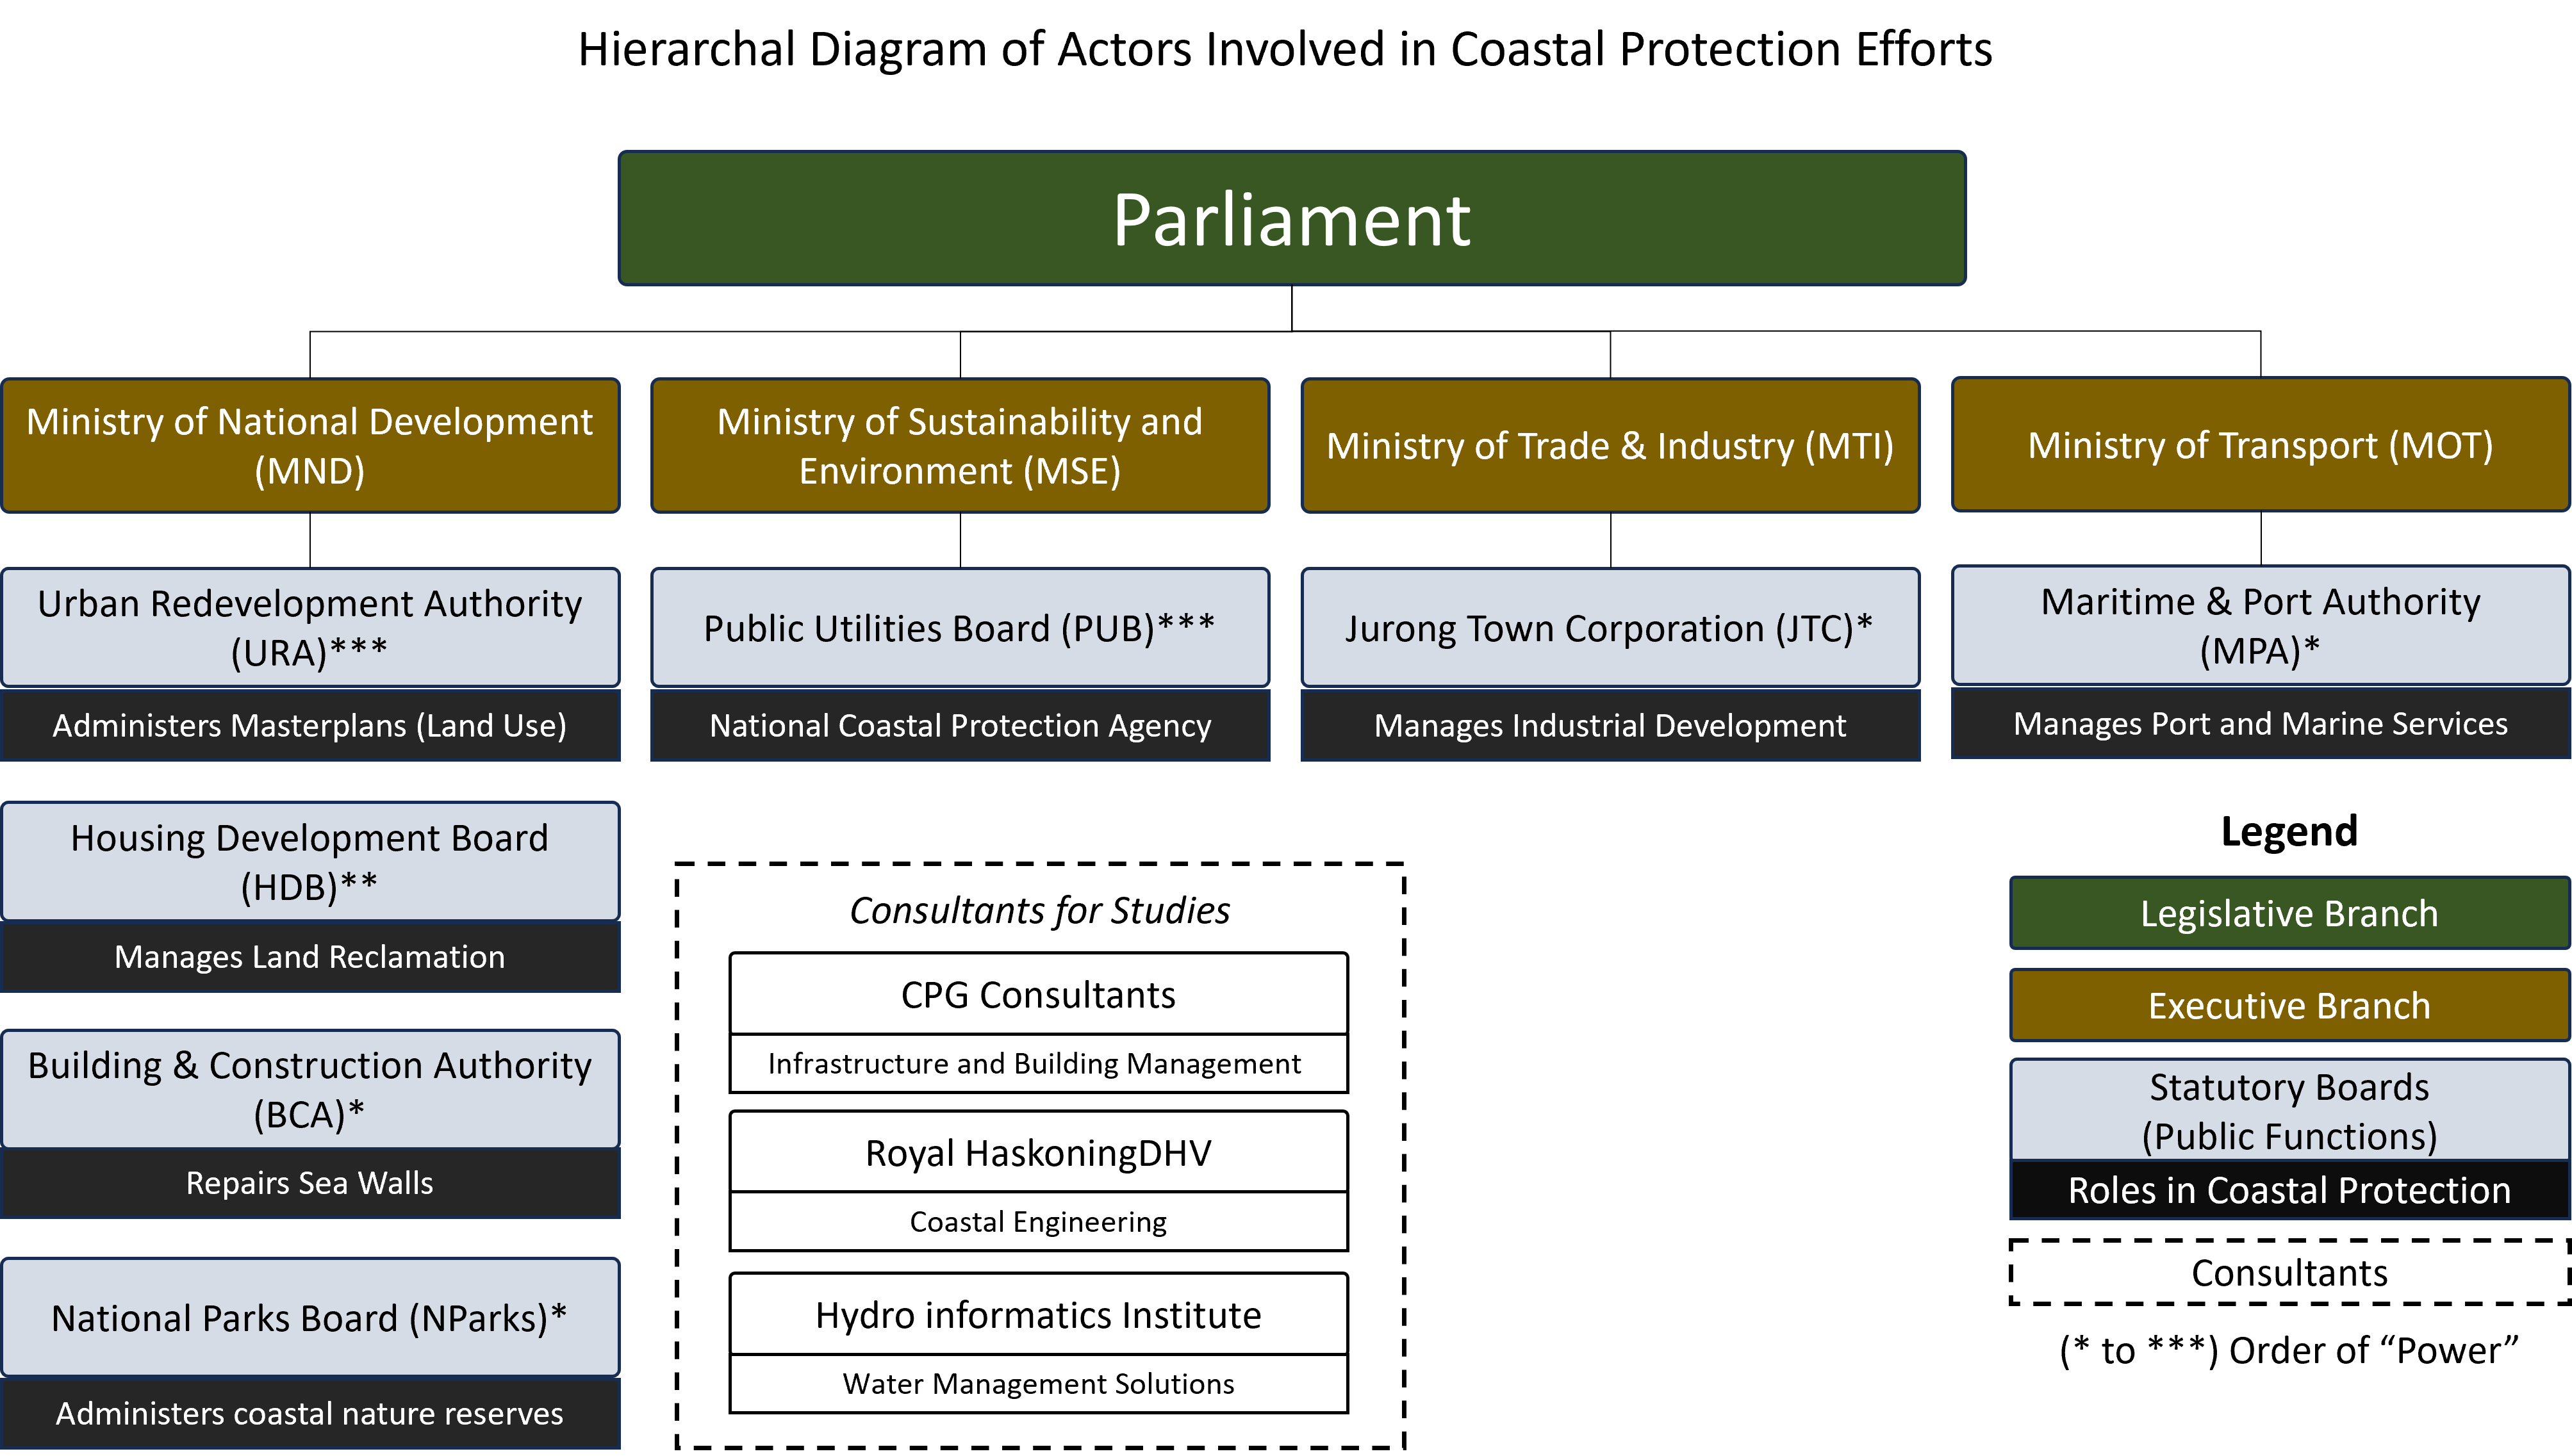 Hierarchal Diagram of Actors Involved in Coastal Protection Efforts
Parliament
Ministry of National Development
(MND)
Ministry of Sustainability and
Environment (MSE)
Ministry of Trade & Industry (MTI)
Ministry of Transport (MOT)
Urban Redevelopment Authority
(URA)***
Administers Masterplans (Land Use)
Public Utilities Board (PUB)***
National Coastal Protection Agency
Jurong Town Corporation (JTC)*
Manages Industrial Development
Maritime & Port Authority
(MPA)*
Manages Port and Marine Services
Housing Development Board
(HDB)**
Manages Land Reclamation
Building & Construction Authority
(BCA)*
Repairs Sea Walls
National Parks Board (NParks)*
Administers coastal nature reserves
Consultants for Studies
CPG Consultants
Infrastructure and Building Management
Royal HaskoningDHV
Coastal Engineering
Hydro informatics Institute
Water Management Solutions
Legend
Legislative Branch
Executive Branch
Statutory Boards
(Public Functions)
Roles in Coastal Protection
Consultants
(* to ***) Order of “Power”